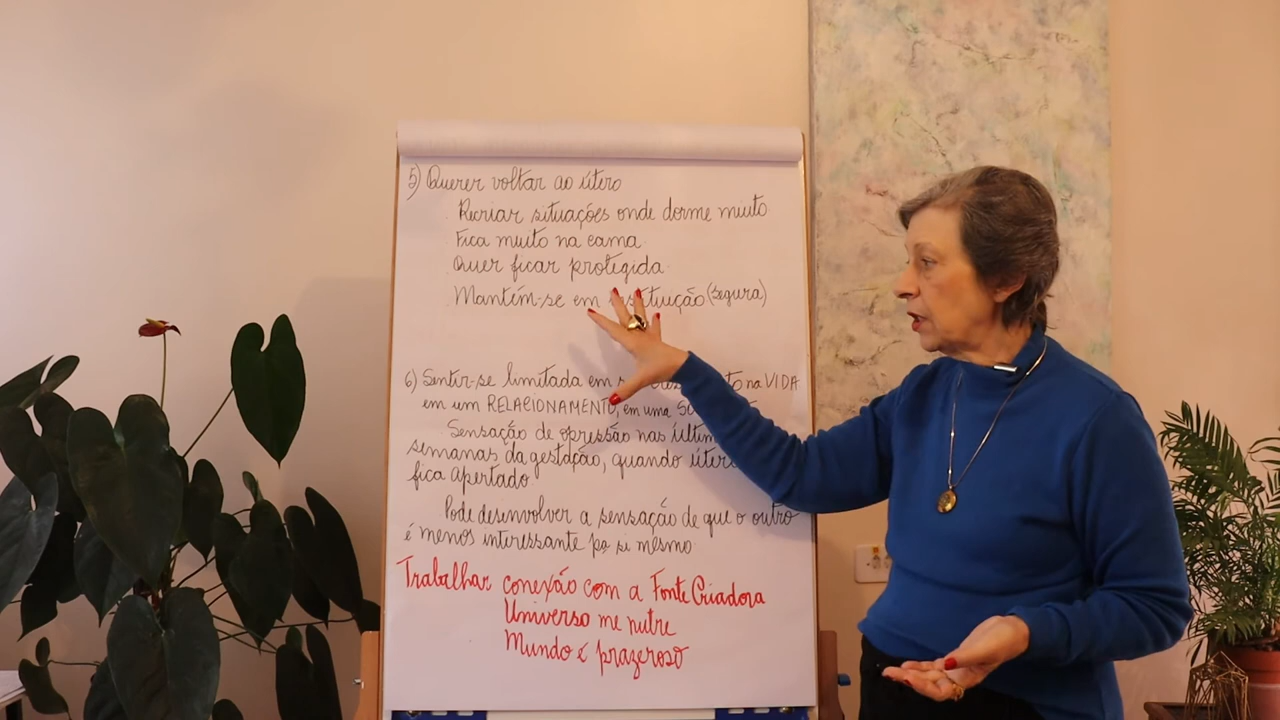 5) Querer voltar ao útero
Recriar situações onde dorme muito
Fica muito na cama
Quer ficar protegida
Mantém-se em instituição (segura)
6) Sentir-se limitada em na VIDA
em um RELACIONAMENTO, em uma
Sensação de opressão nas
semanas da gestação, quando
fica apertado
Pode desenvolver a sensação de que o outro
é menos interessante pa si mesmo
Trabalhar conexão com a Fonte Criadora
Universo me nutre
Mundo é prazeroso